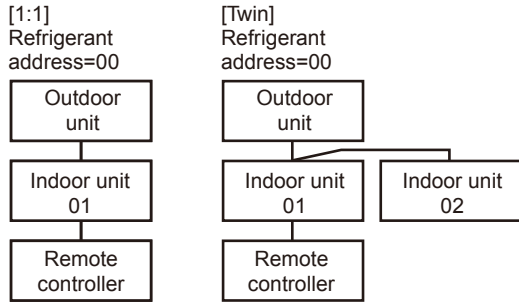 [1:1]
Refrigerant
address=00
Outdoor
unit
Indoor unit
01
Remote
controller
[Twin]
Refrigerant
address=00
Outdoor
unit
Indoor unit
01
Indoor unit
02
Remote
controller